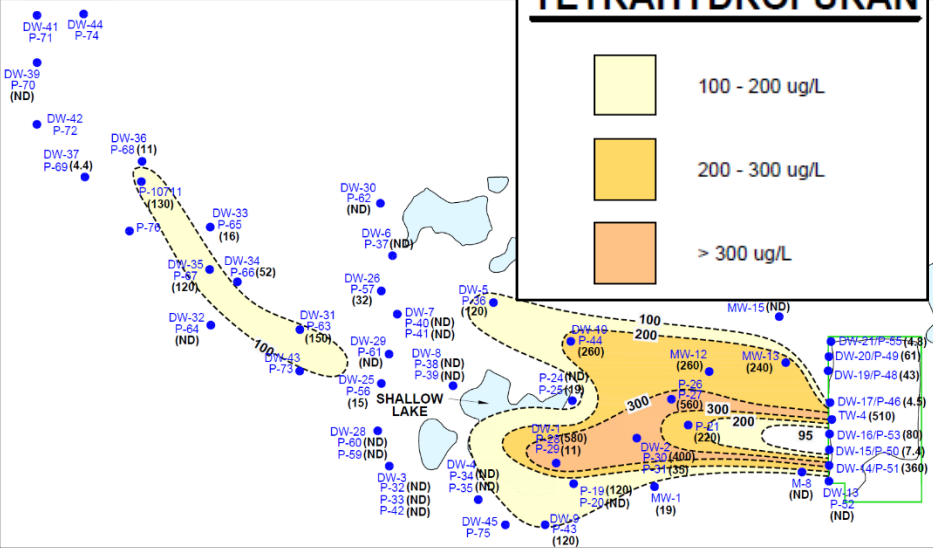 TETRAHYDROFURAN
100 - 200 ug/L
200 - 300 ug/L
> 300 ug/L
DW-41
P-71
DW-44
P-74
DW-39
P-70
(ND)
DW-42
P-72
DW-37
P-69 (4.4)
DW-36
P-68 (11)
P-107/11
(130)
P-76
DW-33
P-65
(16)
DW-35
P-67
(120)
DW-34
P-66 (52)
DW-32
P-64
(ND)
DW-31
P-63
(150)
100
DW-43
P-73
DW-30
P-62
(ND)
DW-6
P-37 (ND)
DW-26
P-57
(32)
DW-7
P-40 (ND)
P-41 (ND)
DW-29
P-61
(ND)
DW-8
P-38 (ND)
P-39 (ND)
DW-25
P-56
(15)
SHALLOW
LAKE
DW-28
P-60 (ND)
P-59 (ND)
DW-3
P-32 (ND)
P-33 (ND)
P-42 (ND)
DW-4
P-34 (ND)
P-35 (ND)
DW-45
P-75
DW-9
P-43
(120)
DW-5
P-36
(120)
DW-10
P-44
(260)
P-24 (ND)
P-25 (19)
100
200
MW-15 (ND)
MW-12
(260)
MW-13
(240)
P-26
P-27
(560)
300
300
200
95
P-21
(220)
DW-1
P-28 (580)
P-29 (11)
DW-2
P-30 (400)
P-31 (35)
P-19 (120)
P-20 (ND)
MW-1
(19)
M-8
(ND)
DW-21/P-55 (4.8)
DW-20/P-49 (61)
DW-19/P-48 (43)
DW-17/P-46 (4.5)
TW-4 (510)
DW-16/P-53 (80)
DW-15/P-50 (7.4)
DW-14/P-51 (360)
DW-13
P-52
(ND)